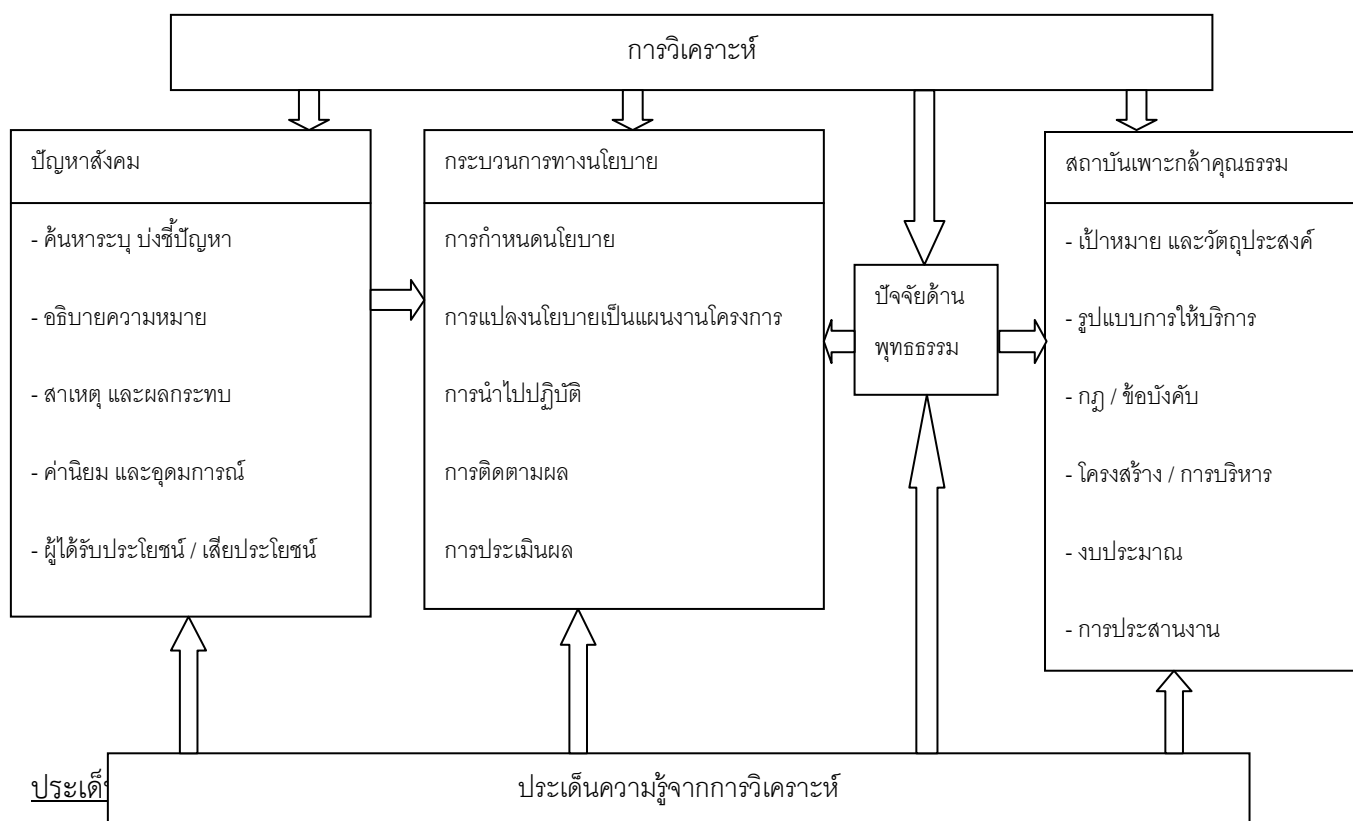 การวิเคราะห์
ปัญหาสังคม
- ค้นหาระบุ บ่งชี้ปัญหา
- อธิบายความหมาย
- สาเหตุ และผลกระทบ
- ค่านิยม และอุดมการณ์
- ผู้ได้รับประโยชน์ / เสียประโยชน์
กระบวนการทางนโยบาย
การกำหนดนโยบาย
การแปลงนโยบายเป็นแผนงานโครงการ
การนำไปปฏิบัติ
การติดตามผล
การประเมินผล
ปัจจัยด้าน
พุทธธรรม
สถาบันเพาะกล้าคุณธรรม
- เป้าหมาย และวัตถุประสงค์
- รูปแบบการให้บริการ
- กฎ / ข้อบังคับ
- โครงสร้าง / การบริหาร
- งบประมาณ
- การประสานงาน
ประเด็นความรู้จากการวิเคราะห์